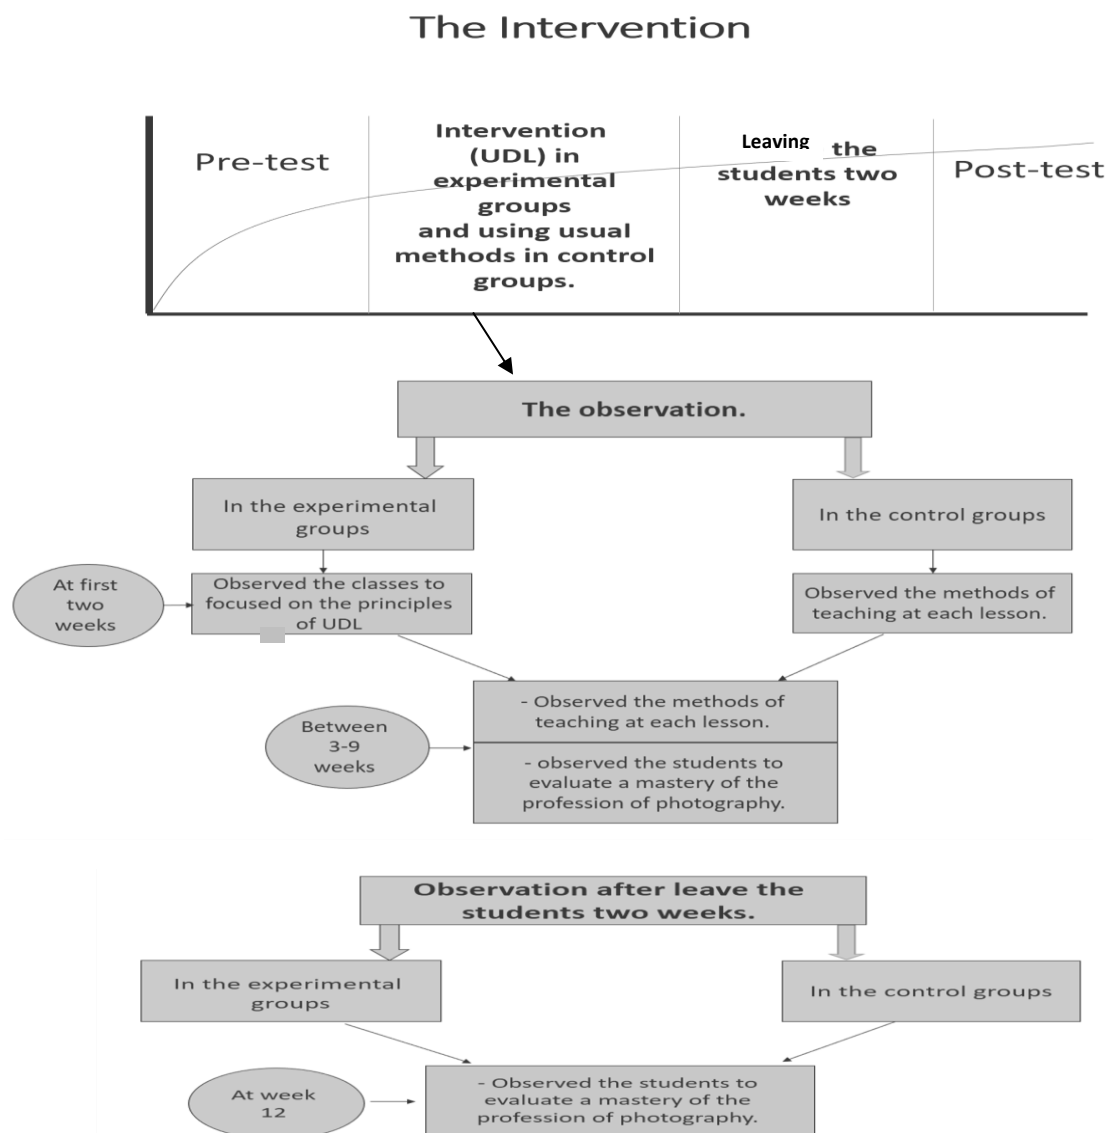 The Intervention
Pre-test
Intervention
(UDL) in
experimental
groups
and using usual
methods in control
groups.
Leaving the
students two
weeks
Post-test
The observation.
In the experimental
groups
In the control groups
At first
two
weeks
Observed the classes to
focused on the principles
of UDL
Observed the methods of
teaching at each lesson.
Between
3-9
weeks
- Observed the methods of
teaching at each lesson.
- observed the students to
evaluate a mastery of the
profession of photography.
Observation after leave the
students two weeks.
In the experimental
groups
In the control groups
At week
12
- Observed the students to
evaluate a mastery of the
profession of photography.